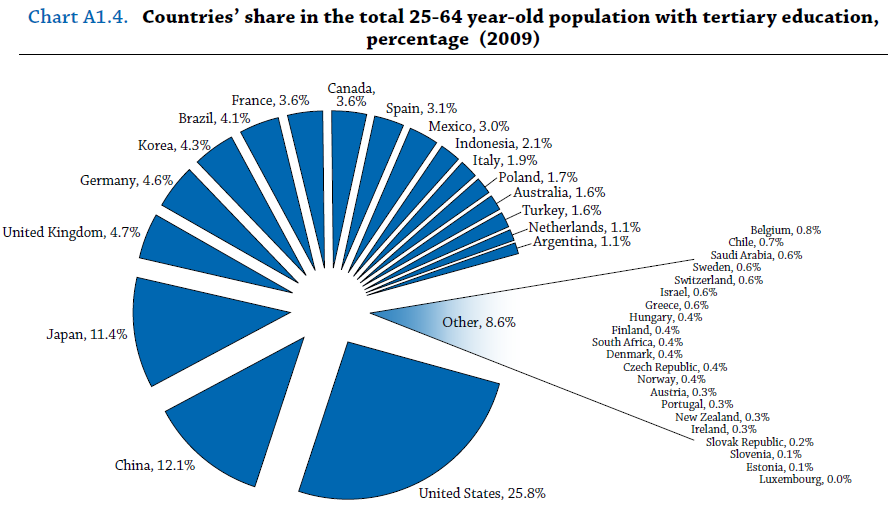 Chart A1.4. Countries’ share in the total 25-64 year-old population with tertiary education,
percentage (2009)
Canada,
3.6%
France, 3.6%
Spain, 3.1%
Brazil, 4.1%
Mexico, 3.0%
Korea, 4.3%
Indonesia, 2.1%
Italy, 1.9%
Germany, 4.6%
Poland, 1.7%
Australia, 1.6%
Turkey, 1.6%
United Kingdom, 4.7%
Netherlands, 1.1%
Argentina, 1.1%
Japan, 11.4%
Other, 8.6%
China, 12.1%
United States, 25.8%
Belgium, 0.8%
Chile, 0.7%
Saudi Arabia, 0.6%
Sweden, 0.6%
Switzerland, 0.6%
Israel, 0.6%
Greece, 0.6%
Hungary, 0.4%
Finland, 0.4%
South Africa, 0.4%
Denmark, 0.4%
Czech Republic, 0.4%
Norway, 0.4%
Austria, 0.3%
Portugal, 0.3%
New Zealand, 0.3%
Ireland, 0.3%
Slovak Republic, 0.2%
Slovenia, 0.1%
Estonia, 0.1%
Luxembourg, 0.0%